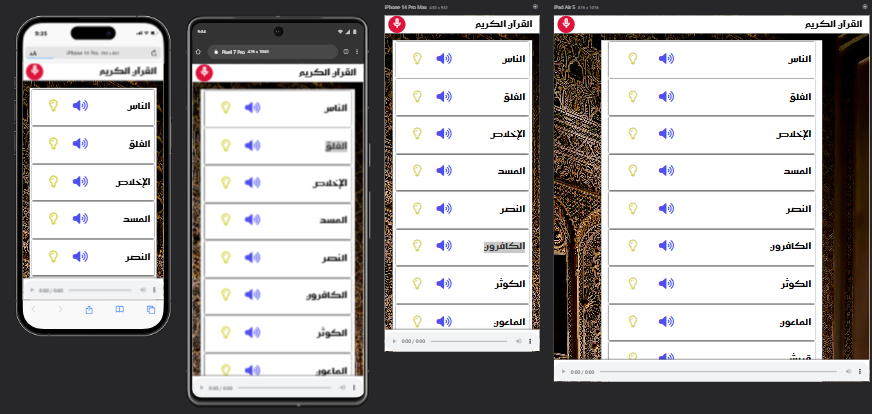 9:35
AA iPhone 14 Pro
القرآن الكريم
الناس
الفلق
الإخلاص
المسد
النصر
0:00 / 0:00
Pixel 7 Pro
القرآن الكريم
الناس
الفلق
الإخلاص
المسد
النصر
الكافرون
الكوثر
الماعون
0:00 / 0:00
iPhone 14 Pro Max
القرآن الكريم
الناس
الفلق
الإخلاص
المسد
النصر
الكافرون
الكوثر
الماعون
0:00 / 0:00
iPad Air 5
القرآن الكريم
الناس
الفلق
الإخلاص
المسد
النصر
الكافرون
الكوثر
الماعون
قريش
0:00 / 0:00